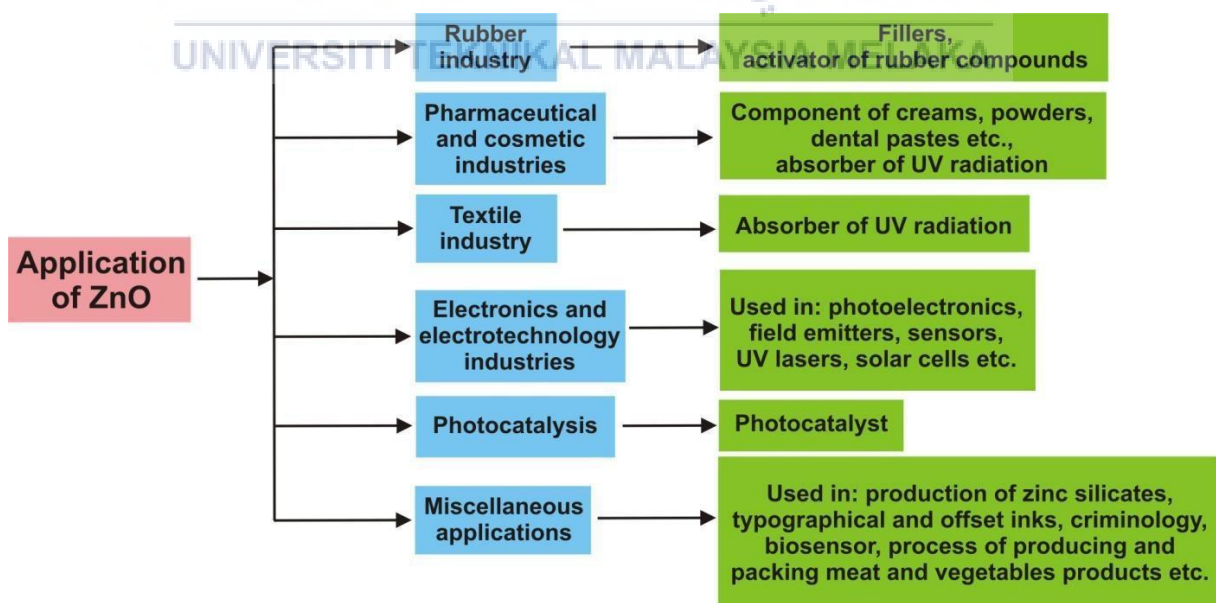 UNIVERSITI TEKNIKAL MALAYSIA MELAKA
Application
of ZnO
Rubber
industry
Fillers,
activator of rubber compounds
Pharmaceutical
and cosmetic
industries
Component of creams, powders,
dental pastes etc.,
absorber of UV radiation
Textile
industry
Absorber of UV radiation
Electronics and
electrotechnology
industries
Used in: photoelectronics,
field emitters, sensors,
UV lasers, solar cells etc.
Photocatalysis
Photocatalyst
Miscellaneous
applications
Used in: production of zinc silicates,
typographical and offset inks, criminology,
biosensor, process of producing and
packing meat and vegetables products etc.